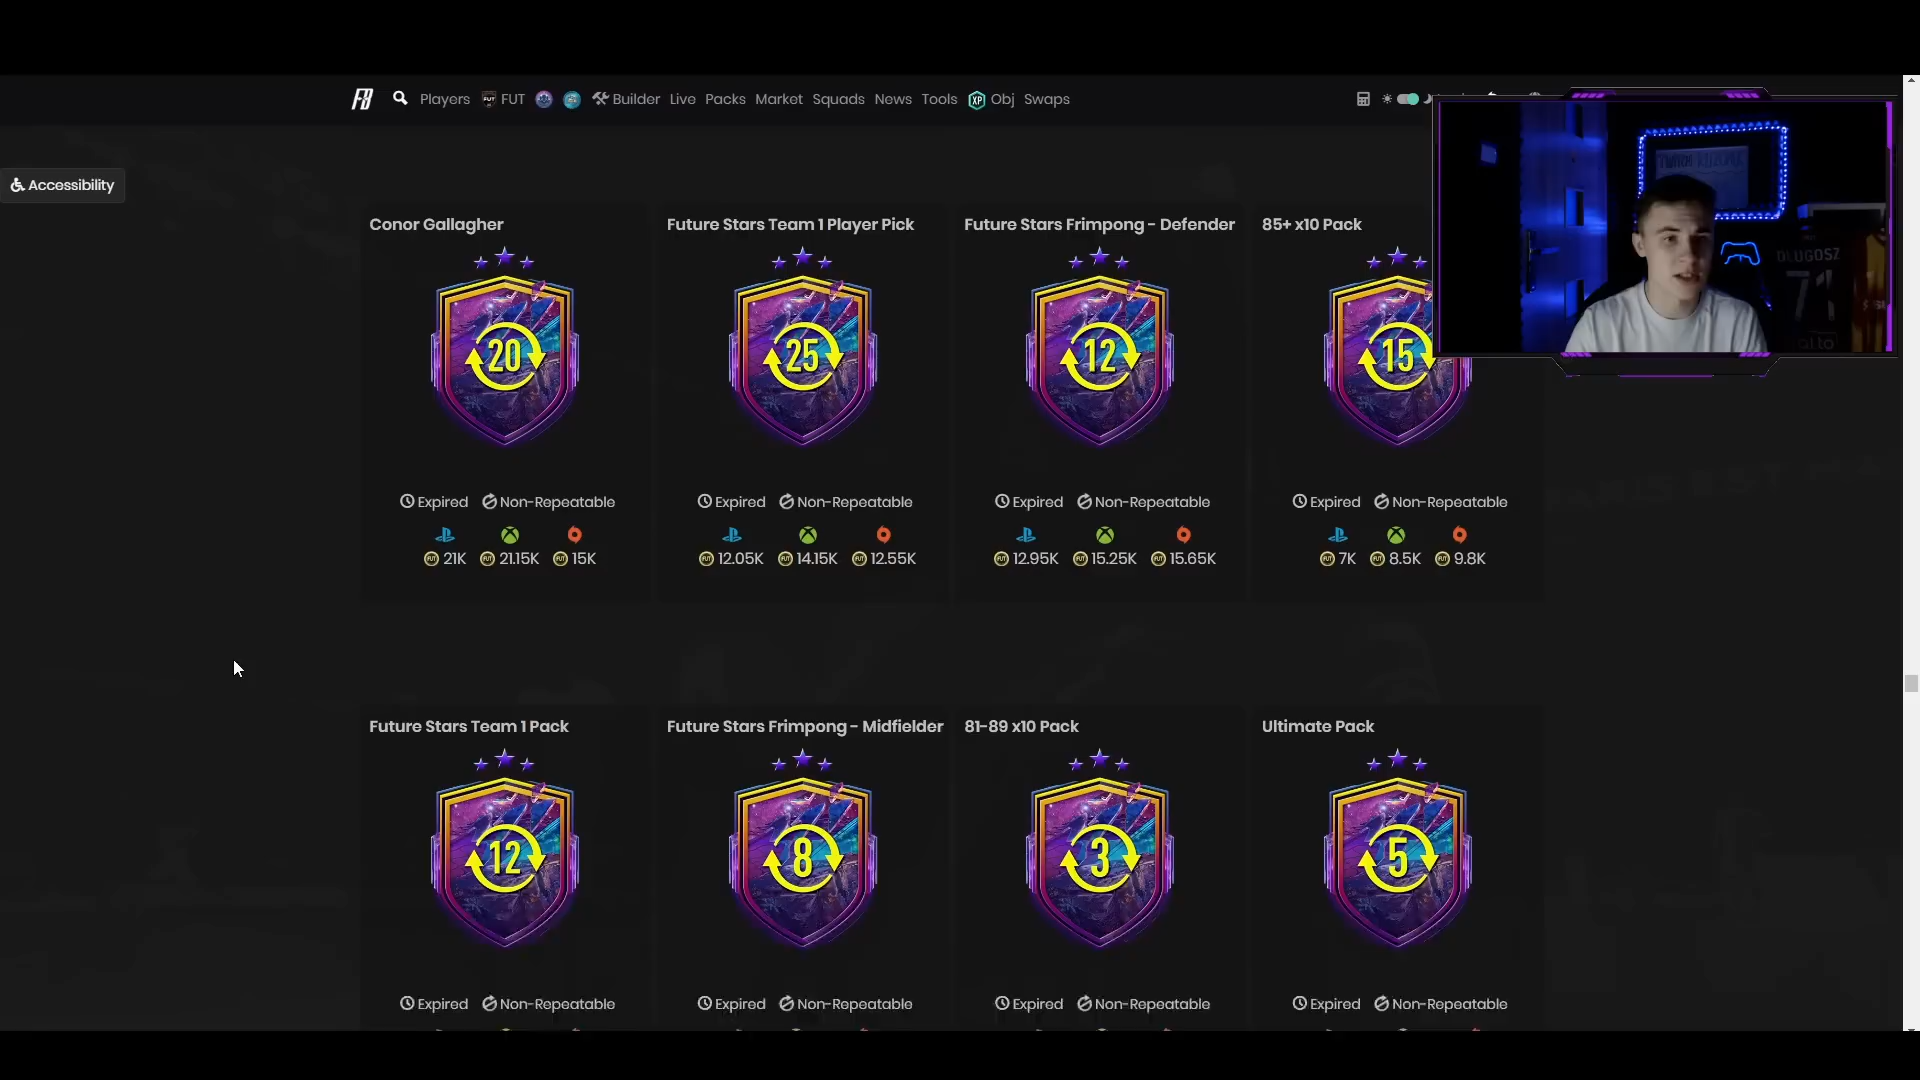 FB Players FUT Builder Live Packs Market Squads News Tools XP Obj Swaps
Accessibility
Conor Gallagher
20
Expired Non-Repeatable
21K 21.15K 15K
Future Stars Team 1 Player Pick
25
Expired Non-Repeatable
12.05K 14.15K 12.55K
Future Stars Frimpong - Defender
12
Expired Non-Repeatable
12.95K 15.25K 15.65K
85+ x10 Pack
15
Expired Non-Repeatable
7K 8.5K 9.8K
DLUGOSZ
71
Future Stars Team 1 Pack
12
Expired Non-Repeatable
Future Stars Frimpong - Midfielder
8
Expired Non-Repeatable
81-89 x10 Pack
3
Expired Non-Repeatable
Ultimate Pack
5
Expired Non-Repeatable